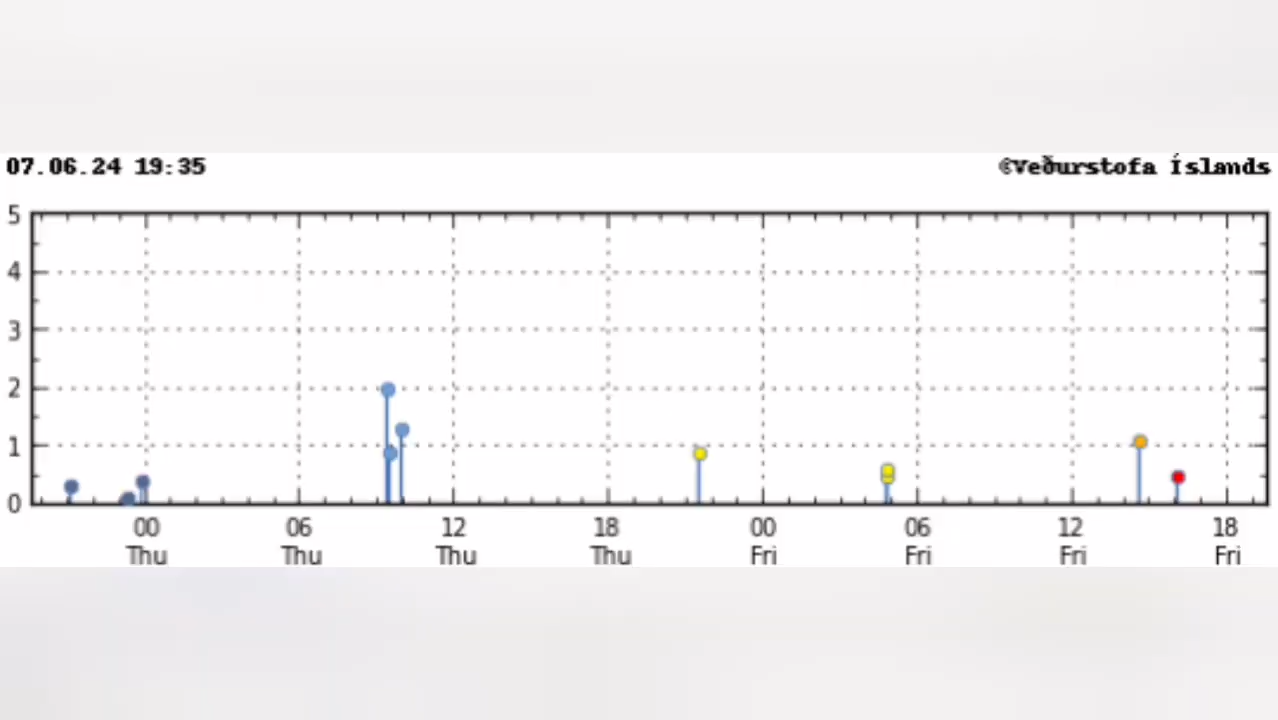 07.06.24 19:35
©Veðurstofa Íslands
5
4
3
2
1
0
00 06 12 18 00 06 12 18
Thu Thu Thu Thu Fri Fri Fri Fri